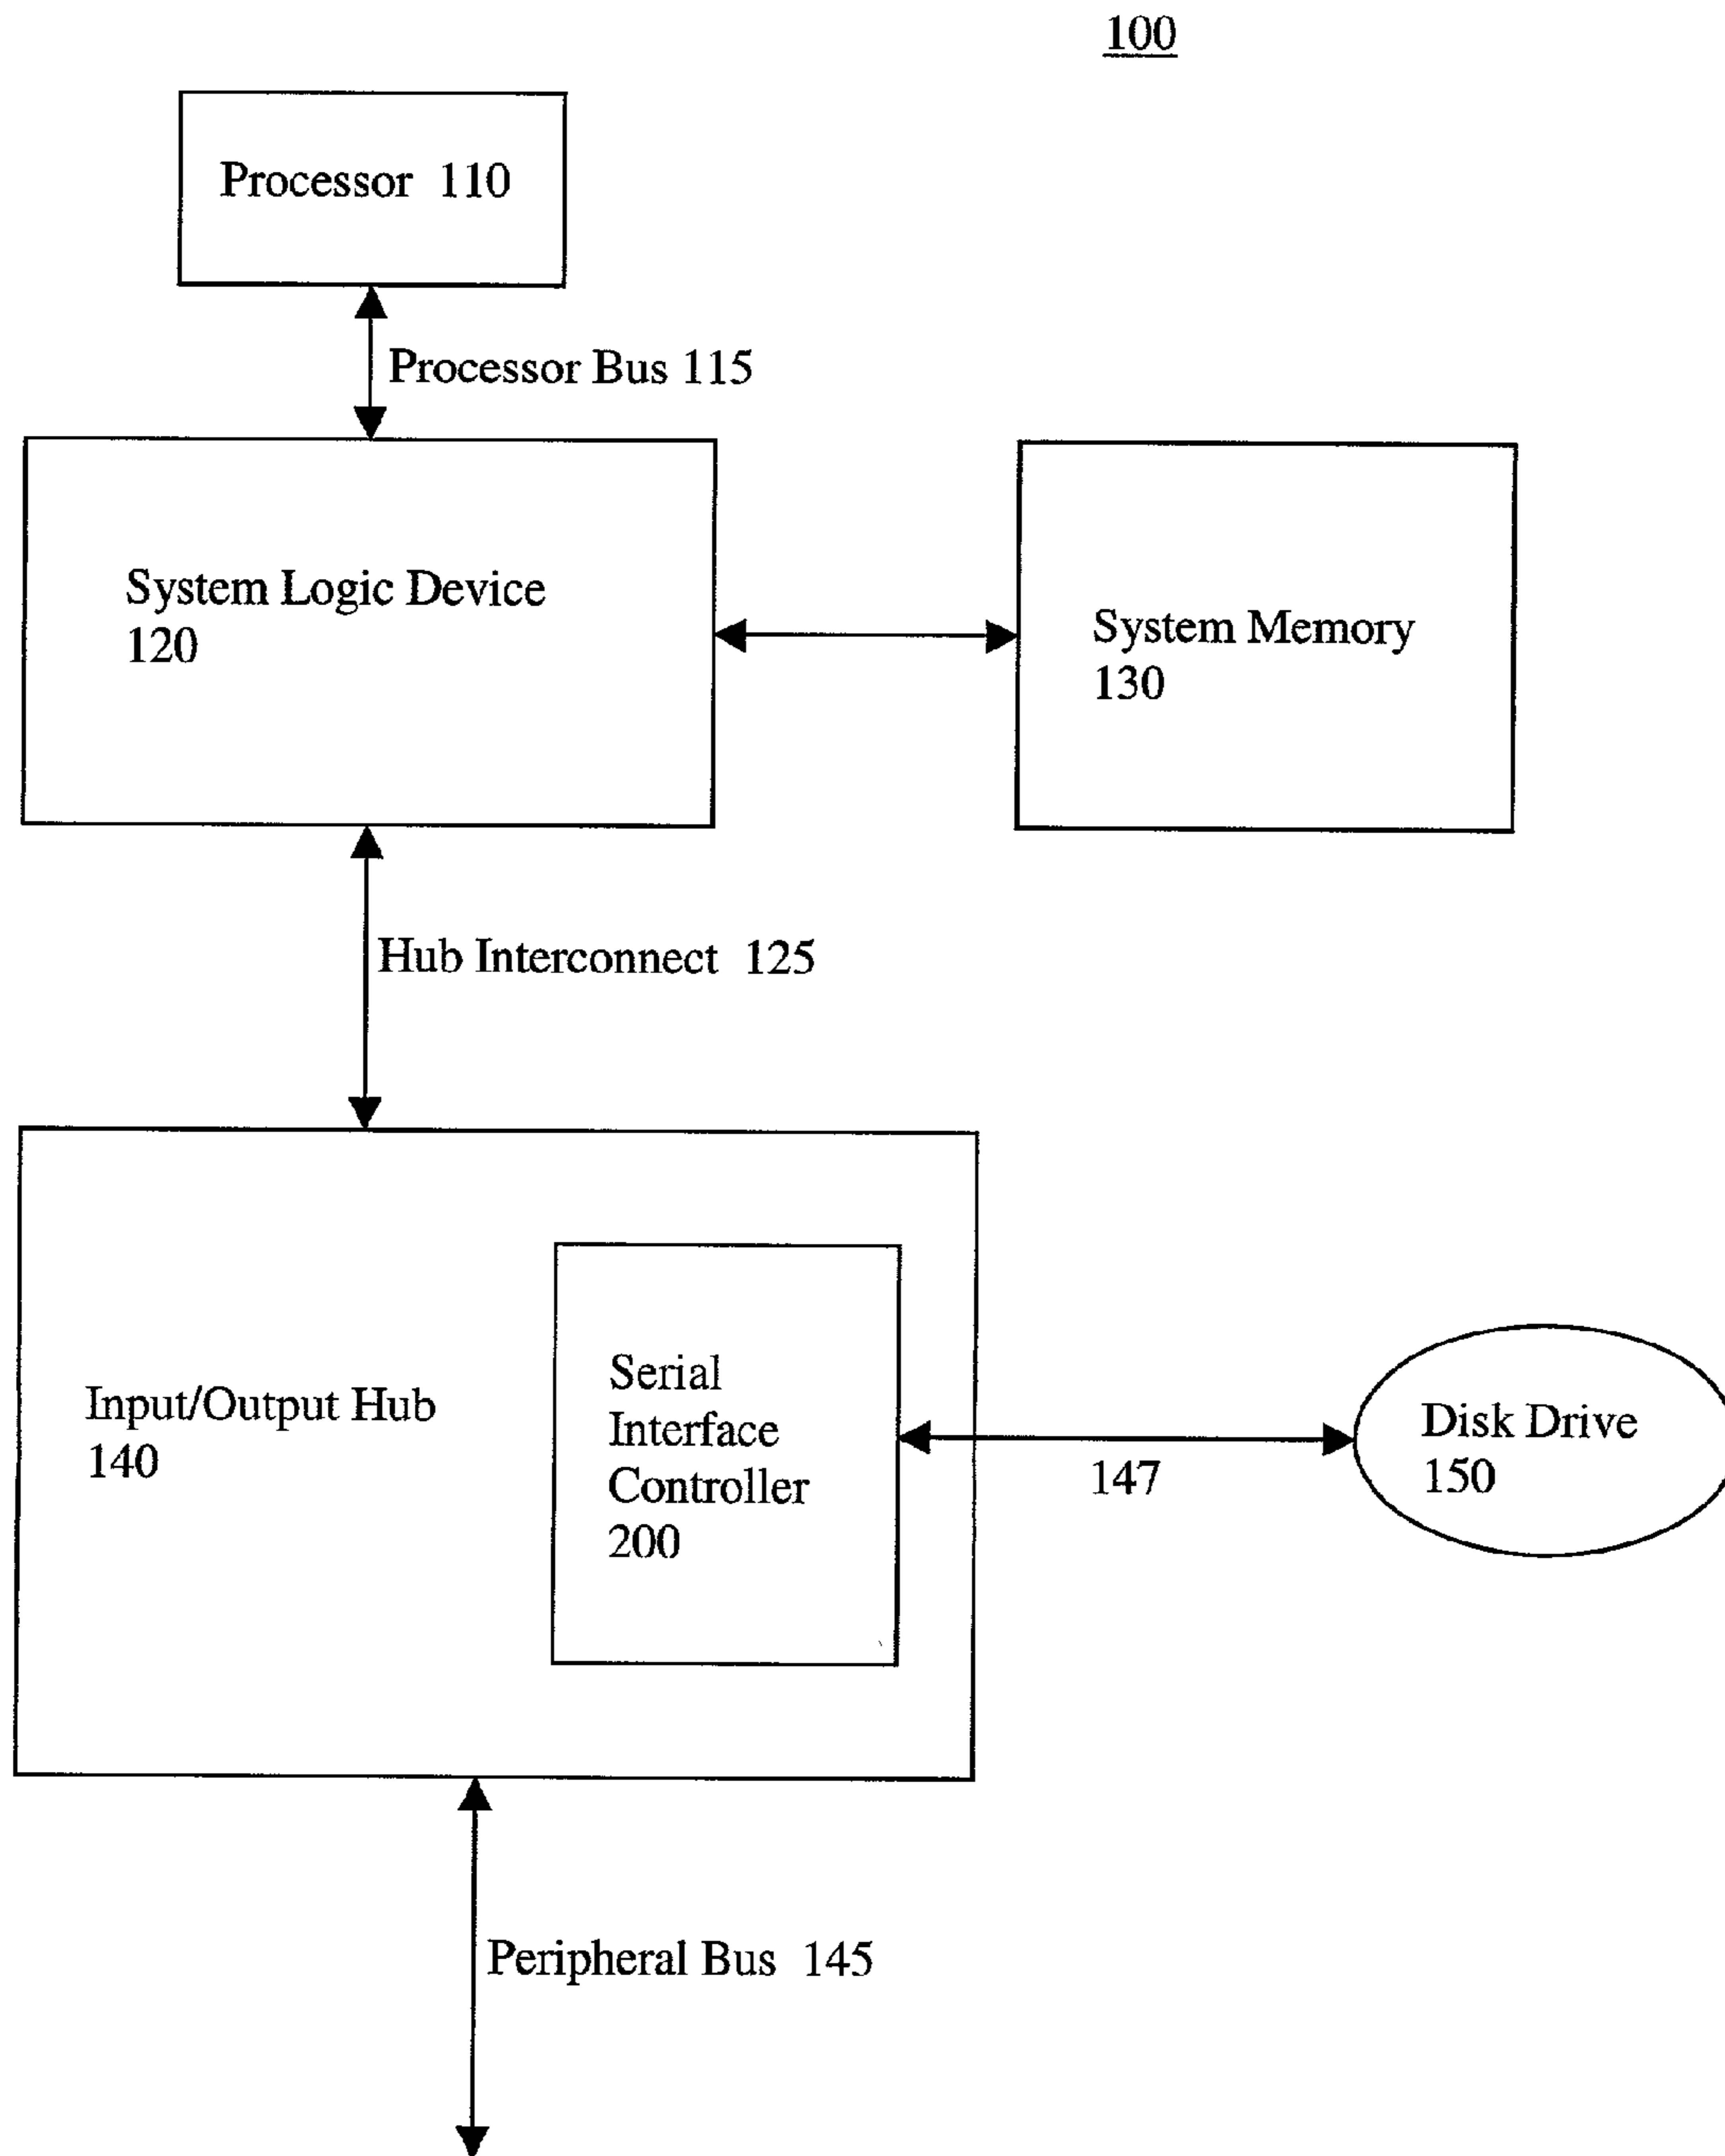 100
Processor 110
Processor Bus 115
System Logic Device
120
System Memory
130
Hub Interconnect 125
Input/Output Hub
140
Serial
Interface
Controller
200
147
Disk Drive
150
Peripheral Bus 145